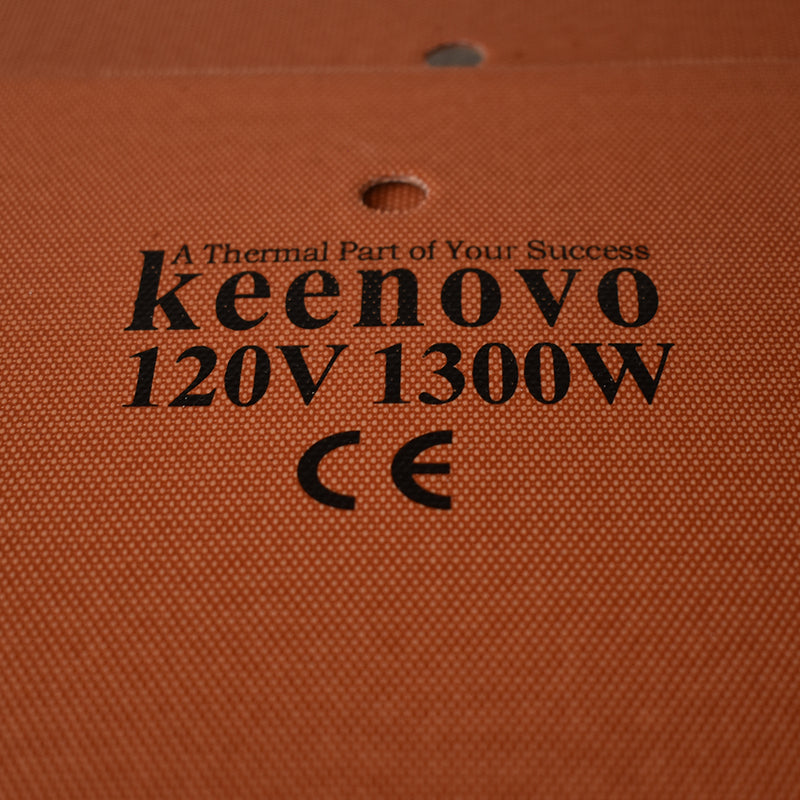 A Thermal Part of Your Success
keenovo
120V 1300W
CE